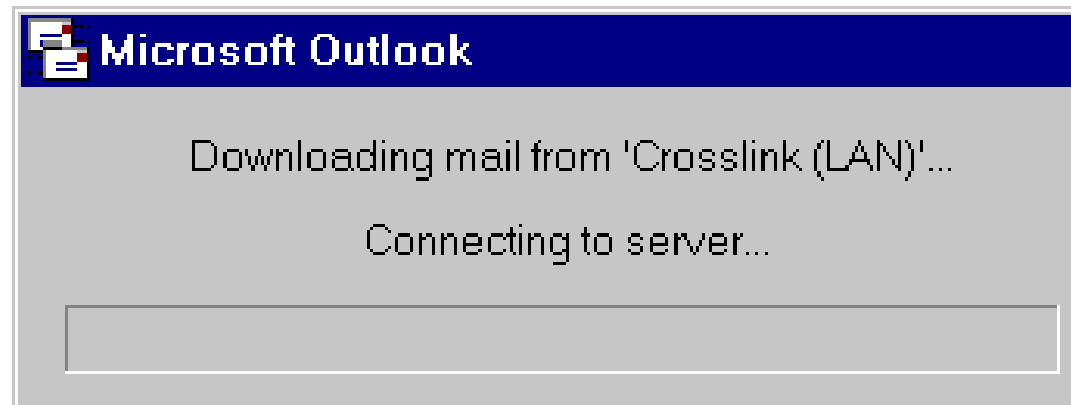 Microsoft Outlook
Downloading mail from 'Crosslink (LAN)'...
Connecting to server...